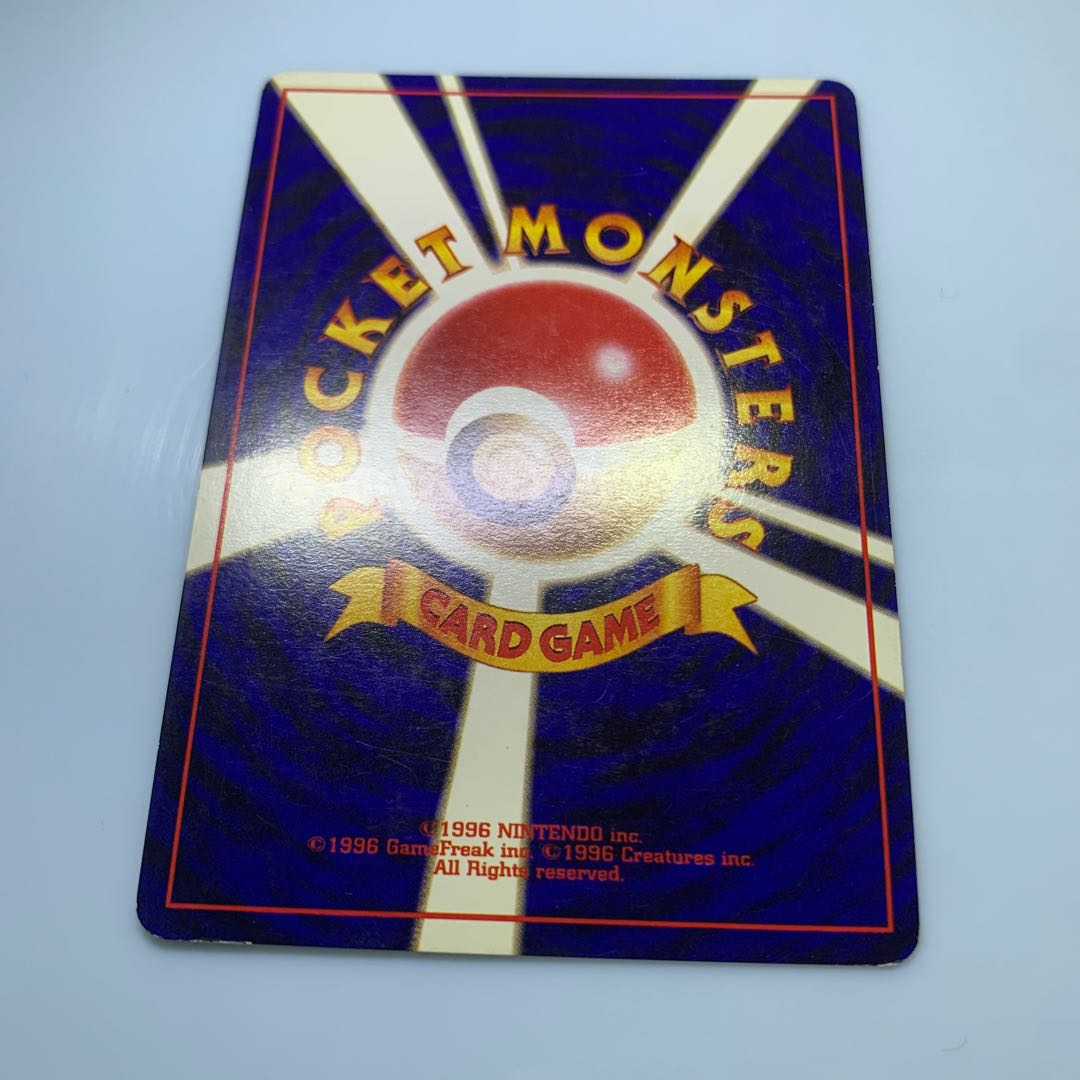 POCKET MONSTERS
CARD GAME
©1996 NINTENDO inc.
©1996 GameFreak inc. ©1996 Creatures inc.
All Rights reserved.